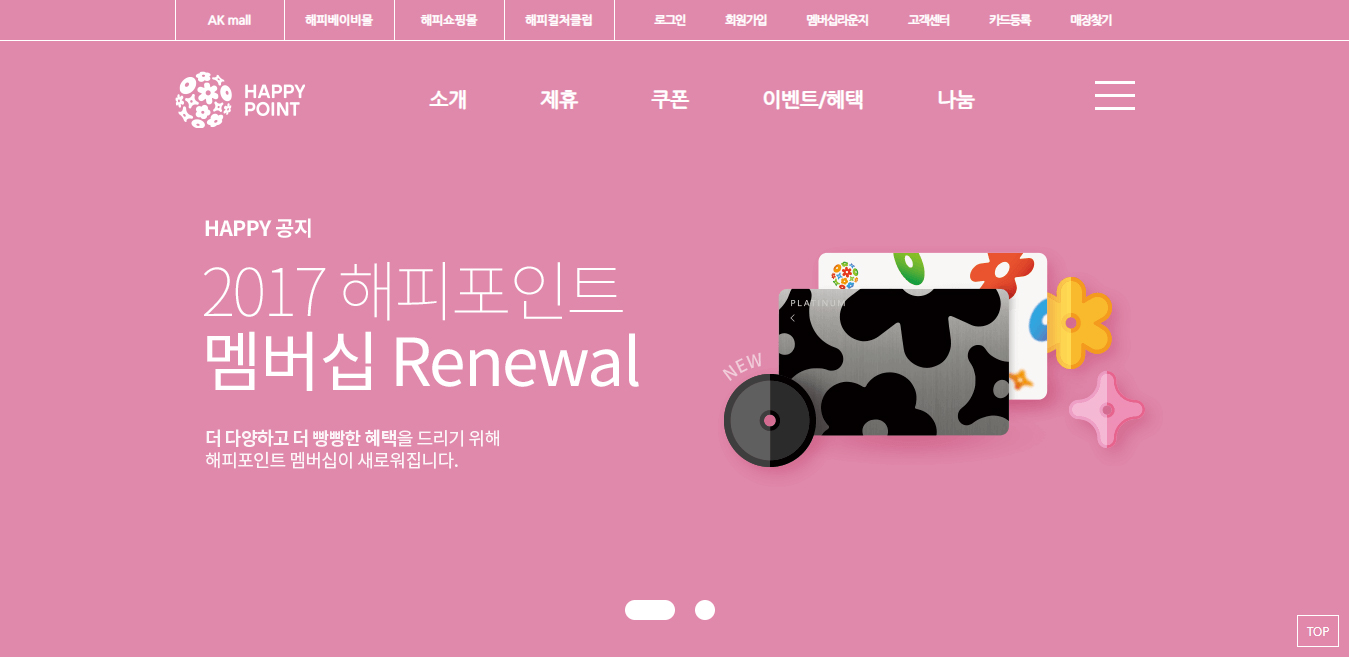 AK mall 해피베이비몰 해피쇼핑몰 해피컬처클럽 로그인 회원가입 멤버십라운지 고객센터 카드등록 매장찾기
HAPPY
POINT
소개 제휴 쿠폰 이벤트/혜택 나눔
HAPPY 공지
2017 해피포인트
멤버십 Renewal
더 다양하고 더 빵빵한 혜택을 드리기 위해
해피포인트 멤버십이 새로워집니다.
PLATINUM
NEW
TOP